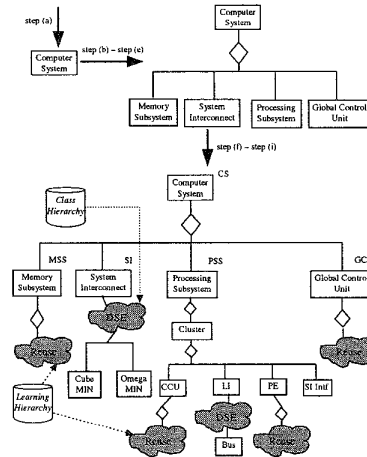 step (a)
Computer
System
step (b) – step (e)
Computer
System
Memory
Subsystem
System
Interconnect
Processing
Subsystem
Global Control
Unit
step (f) – step (i)
Computer
System
CS
Class
Hierarchy
MSS
SI
PSS
GC
Memory
Subsystem
System
Interconnect
Processing
Subsystem
Global Control
Unit
Reuse
DSE
Cluster
Reuse
Cube
MIN
Omega
MIN
CCU
LI
PE
SI Intf
Learning
Hierarchy
Reuse
DSE
Reuse
Bus